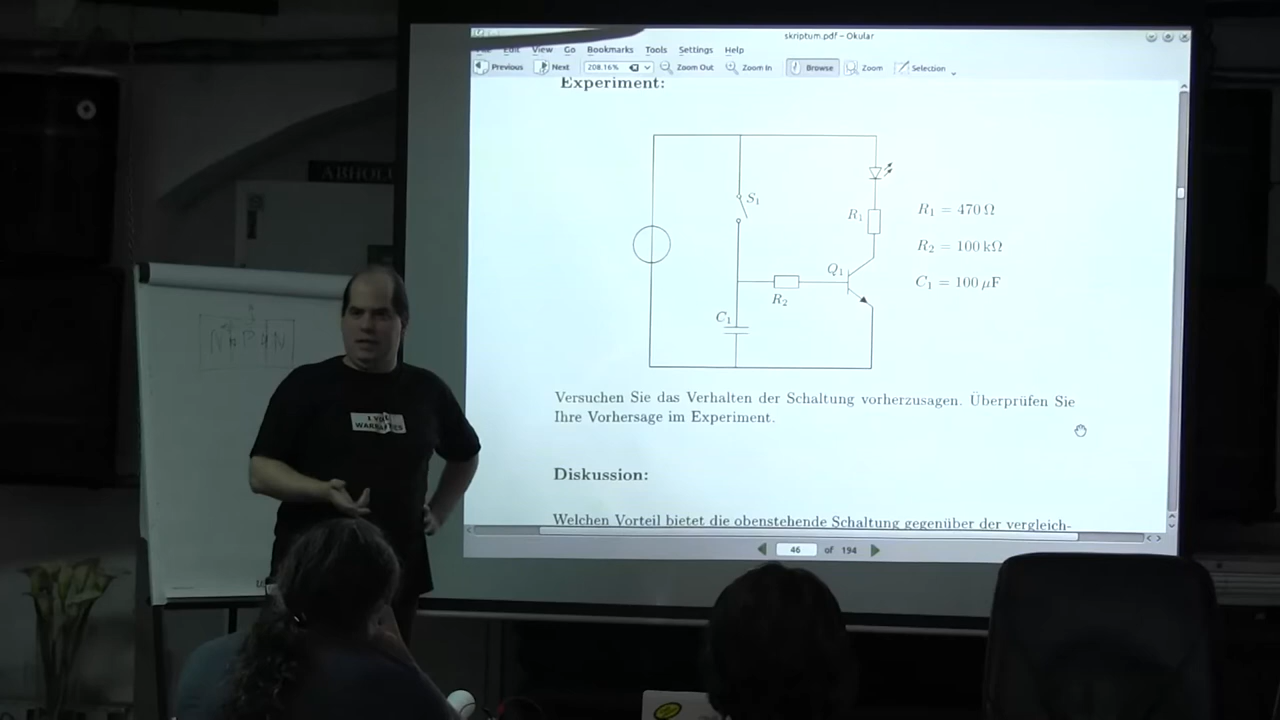 skriptum.pdf – Okular
Edit View Go Bookmarks Tools Settings Help
Previous Next 208.16% Zoom Out Zoom In Browse Zoom Selection
Experiment:
S1
R1
R1 = 470 Ω
R2 = 100 kΩ
Q1
C1 = 100 μF
R2
C1
Versuchen Sie das Verhalten der Schaltung vorherzusagen. Überprüfen Sie
Ihre Vorhersage im Experiment.
Diskussion:
Welchen Vorteil bietet die obenstehende Schaltung gegenüber der vergleich-
46 of 194
ABHOL
N P N